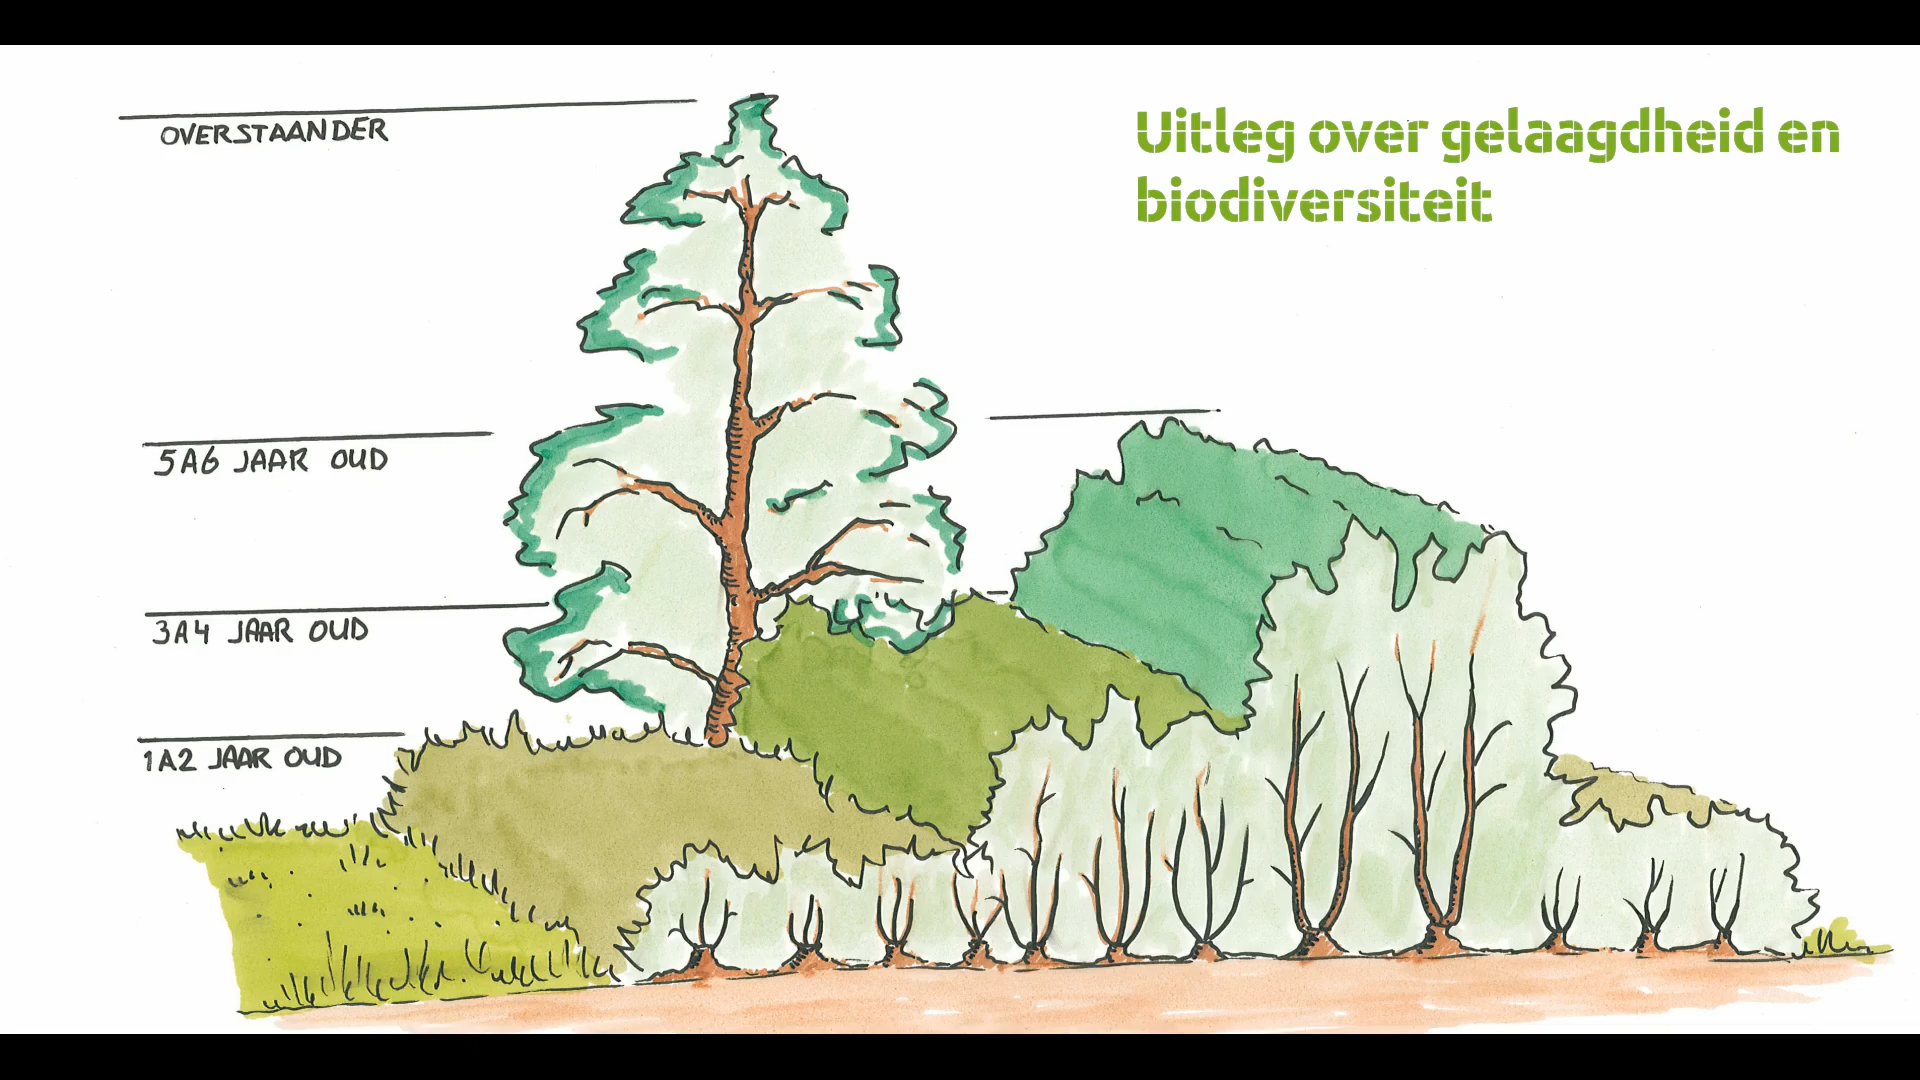 Uitleg over gelaagdheid en
biodiversiteit
OVERSTAANDER
5A6 JAAR OUD
3A4 JAAR OUD
1A2 JAAR OUD